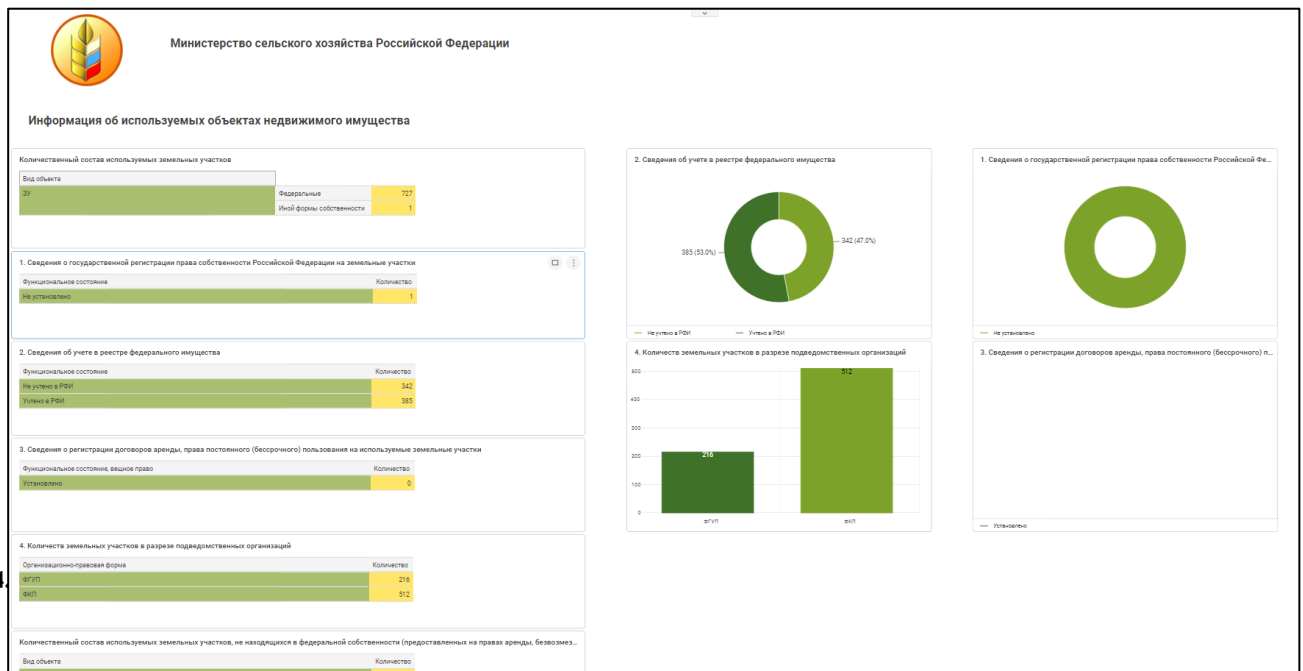 Министерство сельского хозяйства Российской Федерации
Информация об используемых объектах недвижимого имущества
Количественный состав используемых земельных участков
Вид объекта
ЗУ Федеральные 727
Иной формы собственности 1
1. Сведения о государственной регистрации права собственности Российской Федерации на земельные участки
Функциональное состояние Количество
Не установлено 1
2. Сведения об учете в реестре федерального имущества
Функциональное состояние Количество
Не учтено в РФИ 342
Учтено в РФИ 385
3. Сведения о регистрации договоров аренды, права постоянного (бессрочного) пользования на используемые земельные участки
Функциональное состояние, вещное право Количество
Установлено 0
4. Количеств земельных участков в разрезе подведомственных организаций
Организационно-правовая форма Количество
ФГУП 216
ФКП 512
Количественный состав используемых земельных участков, не находящихся в федеральной собственности (предоставленных на правах аренды, безвозмез...
Вид объекта Количество
4.
2. Сведения об учете в реестре федерального имущества
385 (53.0%)
342 (47.0%)
Не учтено в РФИ Учтено в РФИ
1. Сведения о государственной регистрации права собственности Российской Фе...
Не установлено
4. Количеств земельных участков в разрезе подведомственных организаций
500
400
300
200
100
0
216
512
ФГУП ФКП
3. Сведения о регистрации договоров аренды, права постоянного (бессрочного) п...
Установлено